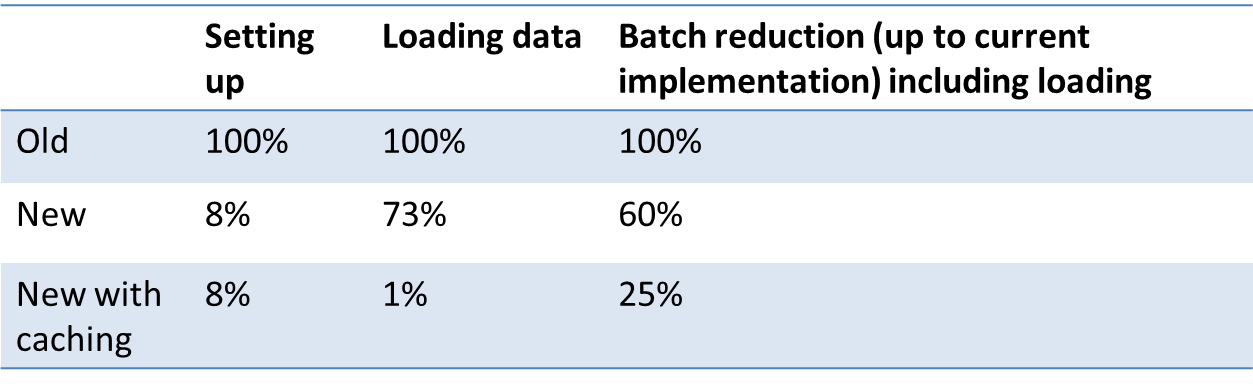 Setting up Loading data Batch reduction (up to current implementation) including loading
Old 100% 100% 100%
New 8% 73% 60%
New with caching 8% 1% 25%